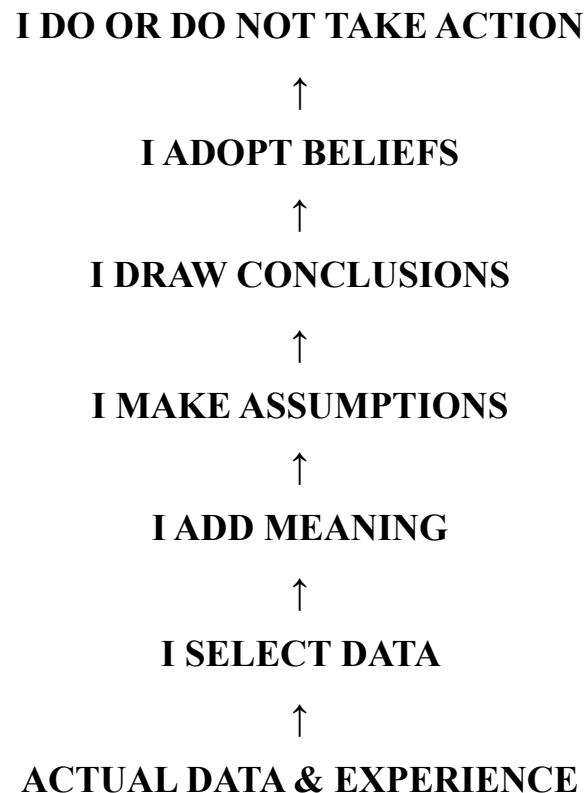 I DO OR DO NOT TAKE ACTION
↑
I ADOPT BELIEFS
↑
I DRAW CONCLUSIONS
↑
I MAKE ASSUMPTIONS
↑
I ADD MEANING
↑
I SELECT DATA
↑
ACTUAL DATA & EXPERIENCE